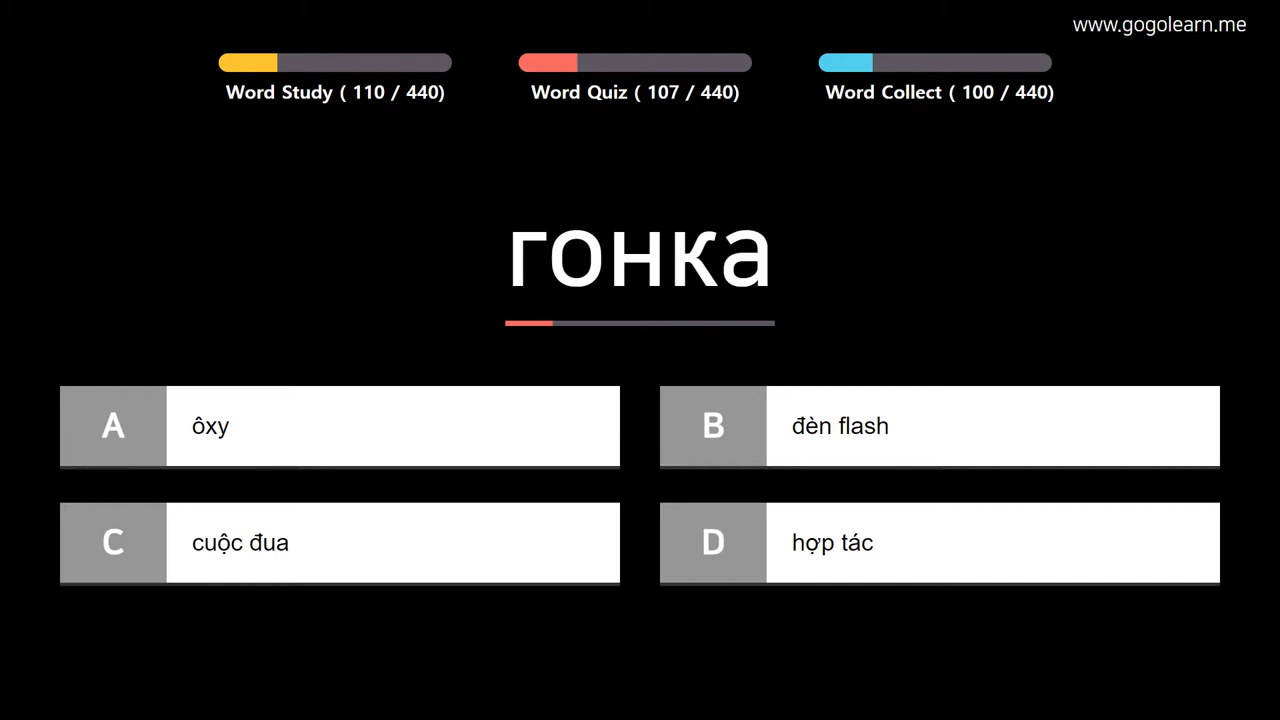 www.gogolearn.me
Word Study ( 110 / 440)
Word Quiz ( 107 / 440)
Word Collect ( 100 / 440)
гонка
A
ôxy
B
đèn flash
C
cuộc đua
D
hợp tác